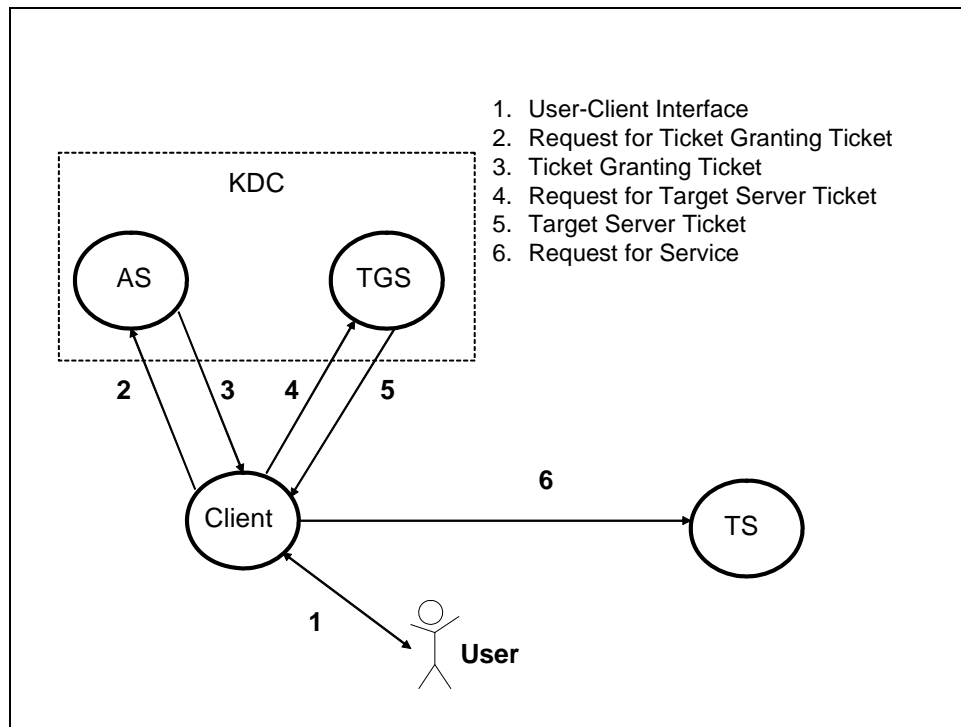 1. User-Client Interface
2. Request for Ticket Granting Ticket
3. Ticket Granting Ticket
4. Request for Target Server Ticket
5. Target Server Ticket
6. Request for Service
KDC
AS
TGS
2
3
4
5
6
Client
TS
1
User